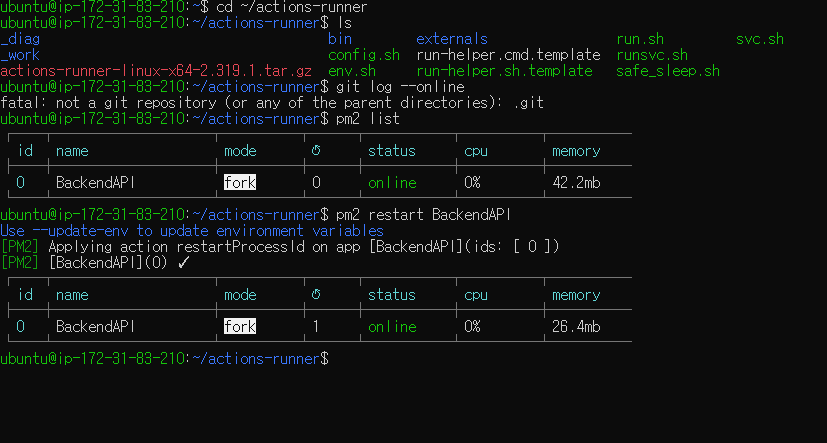 ubuntu@ip-172-31-83-210:~$ cd ~/actions-runner
ubuntu@ip-172-31-83-210:~/actions-runner$ ls
_diag bin externals run.sh svc.sh
_work config.sh run-helper.cmd.template runsvc.sh
actions-runner-linux-x64-2.319.1.tar.gz env.sh run-helper.sh.template safe_sleep.sh
ubuntu@ip-172-31-83-210:~/actions-runner$ git log --online
fatal: not a git repository (or any of the parent directories): .git
ubuntu@ip-172-31-83-210:~/actions-runner$ pm2 list
id name mode ↺ status cpu memory
0 BackendAPI fork 0 online 0% 42.2mb
ubuntu@ip-172-31-83-210:~/actions-runner$ pm2 restart BackendAPI
Use --update-env to update environment variables
[PM2] Applying action restartProcessId on app [BackendAPI](ids: [ 0 ])
[PM2] [BackendAPI](0) ✓
id name mode ↺ status cpu memory
0 BackendAPI fork 1 online 0% 26.4mb
ubuntu@ip-172-31-83-210:~/actions-runner$